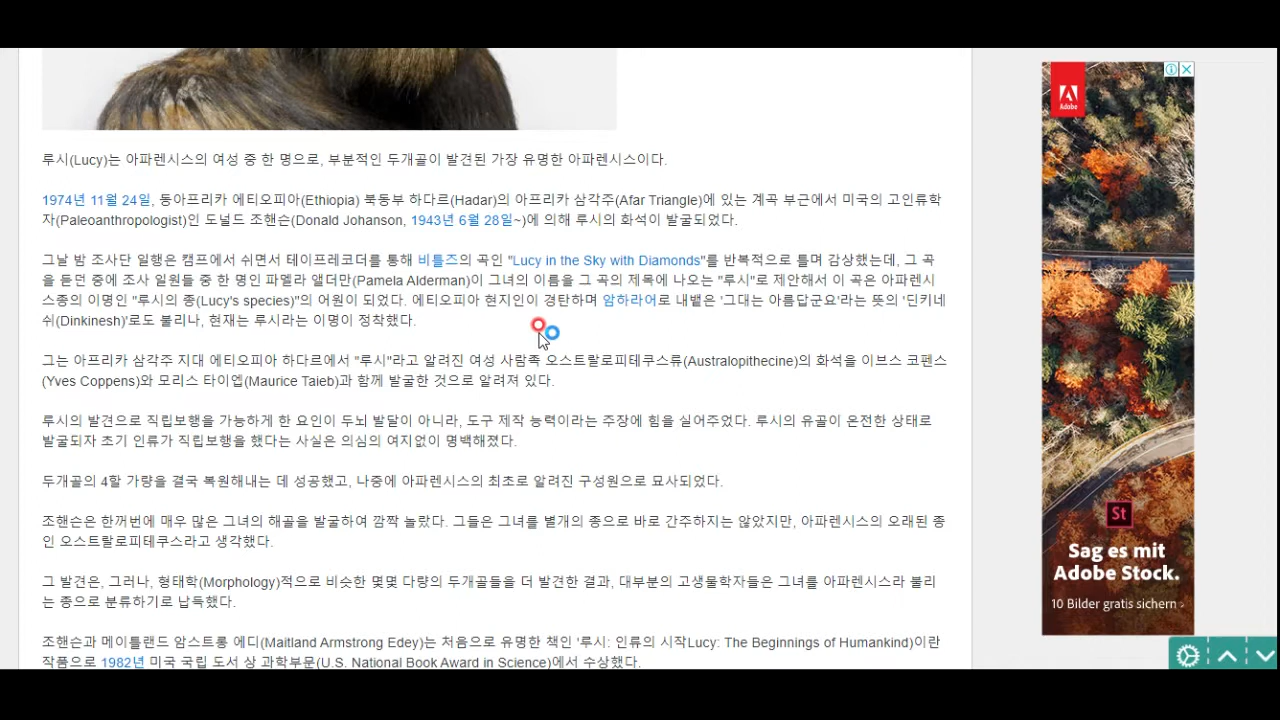 루시(Lucy)는 아파렌시스의 여성 중 한 명으로, 부분적인 두개골이 발견된 가장 유명한 아파렌시스이다.
1974년 11월 24일, 동아프리카 에티오피아(Ethiopia) 북동부 하다르(Hadar)의 아프리카 삼각주(Afar Triangle)에 있는 계곡 부근에서 미국의 고인류학
자(Paleoanthropologist)인 도널드 조핸슨(Donald Johanson, 1943년 6월 28일~)에 의해 루시의 화석이 발굴되었다.
그날 밤 조사단 일행은 캠프에서 쉬면서 테이프레코더를 통해 비틀즈의 곡인 "Lucy in the Sky with Diamonds"를 반복적으로 틀며 감상했는데, 그 곡
을 듣던 중에 조사 일원들 중 한 명인 파멜라 앨더만(Pamela Alderman)이 그녀의 이름을 그 곡의 제목에 나오는 "루시"로 제안해서 이 곡은 아파렌시
스종의 이명인 "루시의 종(Lucy's species)"의 어원이 되었다. 에티오피아 현지인이 경탄하며 암하라어로 내뱉은 '그대는 아름답군요'라는 뜻의 '딘키네
쉬(Dinkinesh)'로도 불리나, 현재는 루시라는 이명이 정착했다.
그는 아프리카 삼각주 지대 에티오피아 하다르에서 "루시"라고 알려진 여성 사람족 오스트랄로피테쿠스류(Australopithecine)의 화석을 이브스 코펜스
(Yves Coppens)와 모리스 타이엡(Maurice Taieb)과 함께 발굴한 것으로 알려져 있다.
루시의 발견으로 직립보행을 가능하게 한 요인이 두뇌 발달이 아니라, 도구 제작 능력이라는 주장에 힘을 실어주었다. 루시의 유골이 온전한 상태로
발굴되자 초기 인류가 직립보행을 했다는 사실은 의심의 여지없이 명백해졌다.
두개골의 4할 가량을 결국 복원해내는 데 성공했고, 나중에 아파렌시스의 최초로 알려진 구성원으로 묘사되었다.
조핸슨은 한꺼번에 매우 많은 그녀의 해골을 발굴하여 깜짝 놀랐다. 그들은 그녀를 별개의 종으로 바로 간주하지는 않았지만, 아파렌시스의 오래된 종
인 오스트랄로피테쿠스라고 생각했다.
그 발견은, 그러나, 형태학(Morphology)적으로 비슷한 몇몇 다량의 두개골들을 더 발견한 결과, 대부분의 고생물학자들은 그녀를 아파렌시스라 불리
는 종으로 분류하기로 납득했다.
조핸슨과 메이틀랜드 암스트롱 에디(Maitland Armstrong Edey)는 처음으로 유명한 책인 '루시: 인류의 시작Lucy: The Beginnings of Humankind)이란
작품으로 1982년 미국 국립 도서 상 과학부문(U.S. National Book Award in Science)에서 수상했다.
Adobe
St
Sag es mit
Adobe Stock.
10 Bilder gratis sichern ›